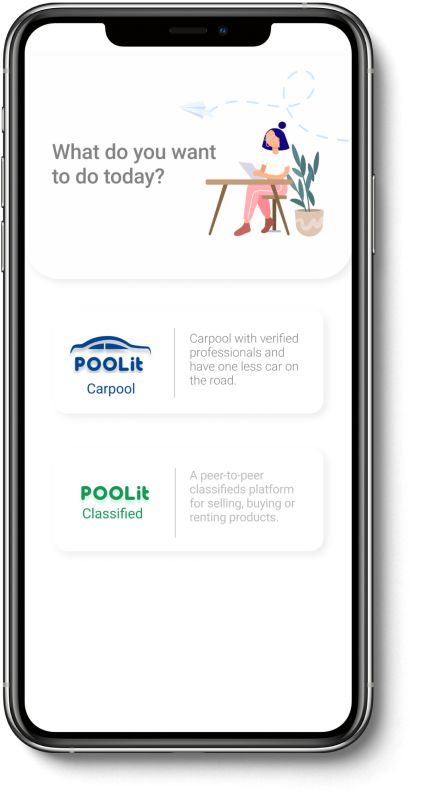 What do you want
to do today?
POOLit
Carpool
Carpool with verified
professionals and
have one less car on
the road.
POOLit
Classified
A peer-to-peer
classifieds platform
for selling, buying or
renting products.